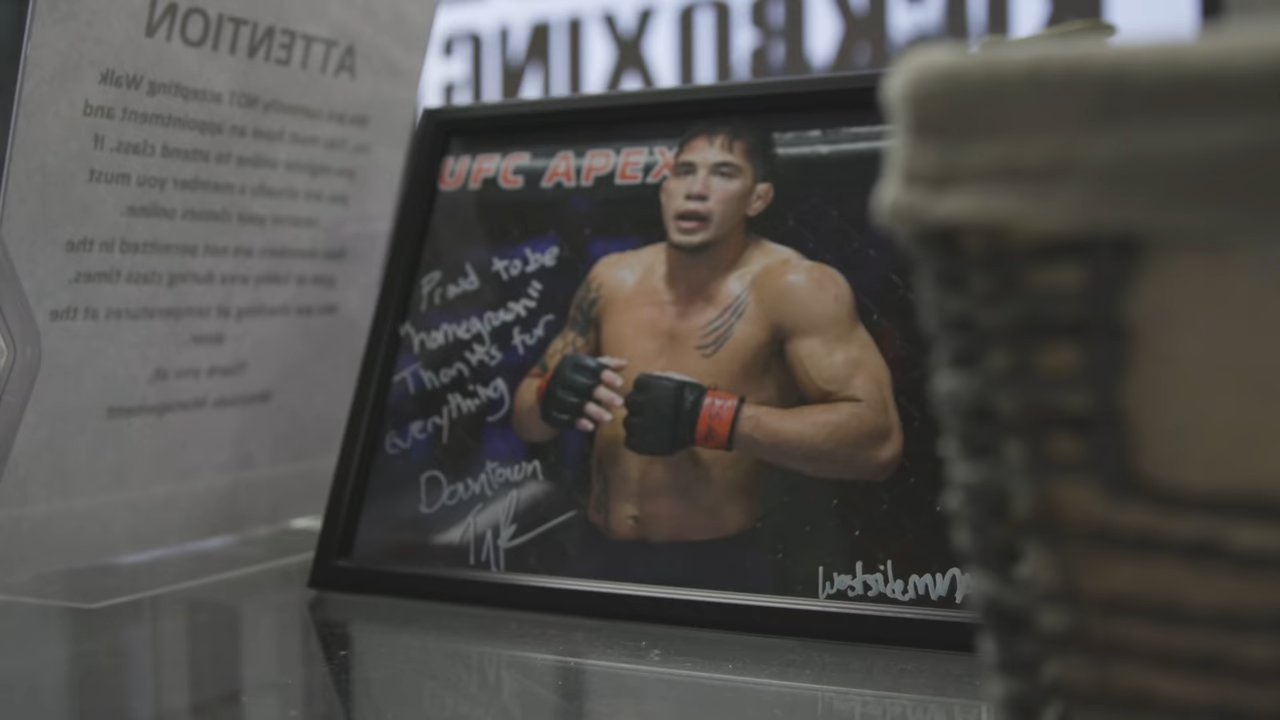 ATTENTION
We are currently NOT accepting Walk
You must have an appointment and
pre-register online to attend class. If
you are already a member you must
reserve your classes online.
Non members are not permitted in the
gym or lobby area during class times.
We are checking all temperatures at the
door.
Thank you all,
Westside Management
KICKBOXING
UFC APEX
Proud to be
"homegrown"
Thanks for
everything
Downtown
TJK
westsidemma